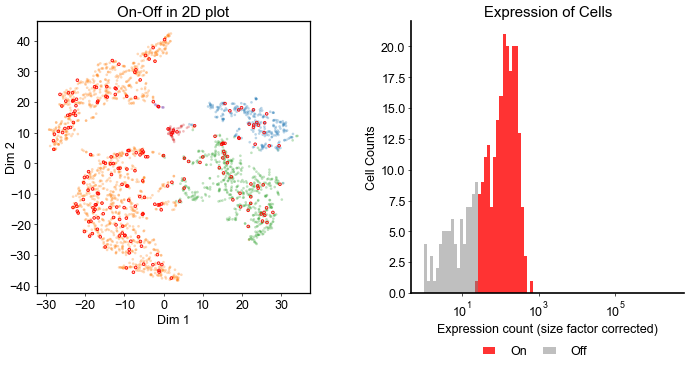 On-Off in 2D plot
40
30
20
10
0
−10
−20
−30
−40
Dim 2
−30 −20 −10 0 10 20 30
Dim 1
Expression of Cells
20.0
17.5
15.0
12.5
10.0
7.5
5.0
2.5
0.0
Cell Counts
10¹ 10³ 10⁵
Expression count (size factor corrected)
On Off